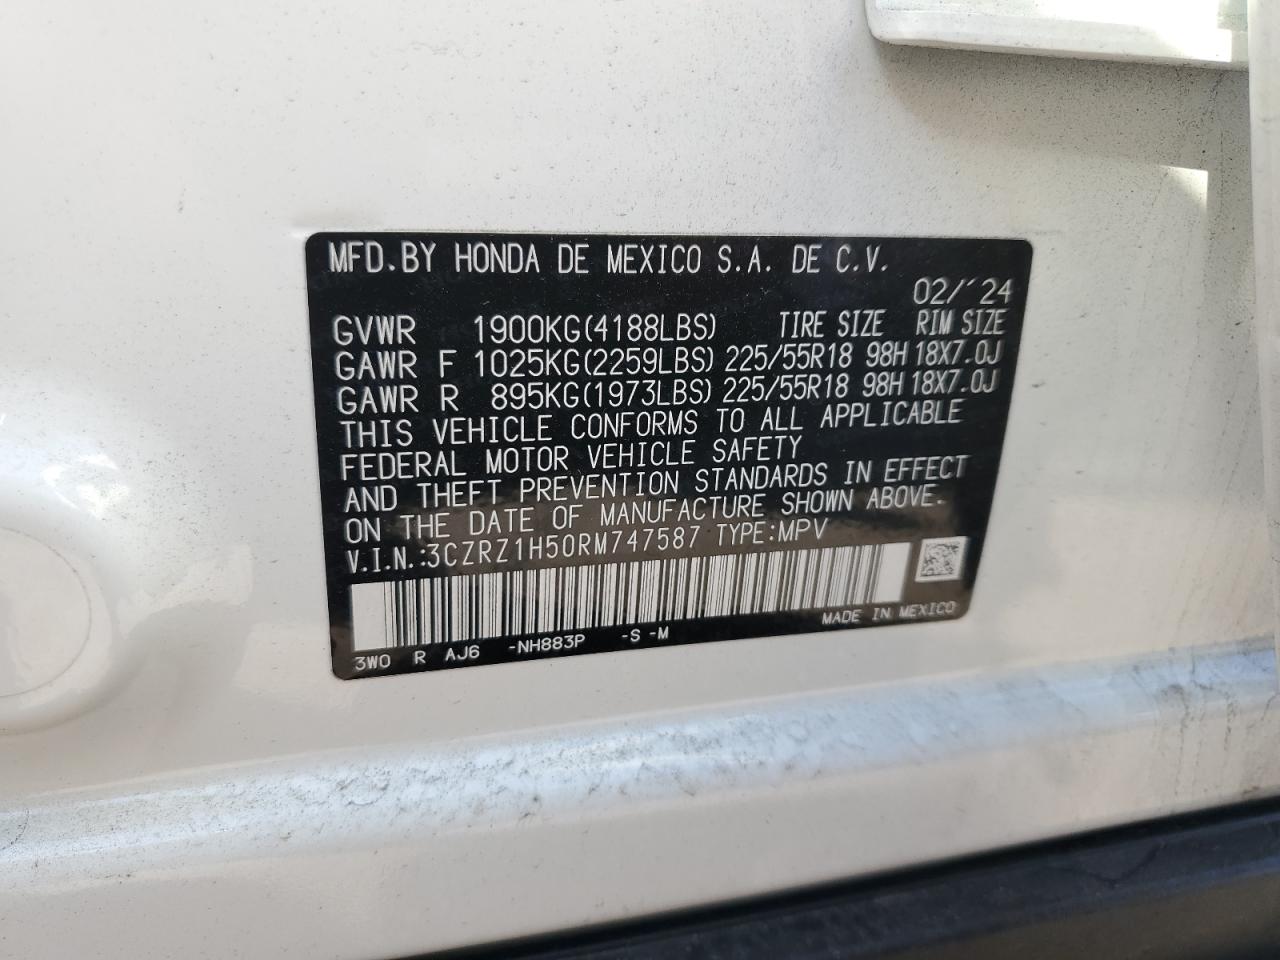 MFD.BY HONDA DE MEXICO S.A. DE C.V.
02/'24
GVWR 1900KG(4188LBS) TIRE SIZE RIM SIZE
GAWR F 1025KG(2259LBS) 225/55R18 98H 18X7.0J
GAWR R 895KG(1973LBS) 225/55R18 98H 18X7.0J
THIS VEHICLE CONFORMS TO ALL APPLICABLE
FEDERAL MOTOR VEHICLE SAFETY
AND THEFT PREVENTION STANDARDS IN EFFECT
ON THE DATE OF MANUFACTURE SHOWN ABOVE.
V.I.N.:3CZRZ1H50RM747587 TYPE:MPV
MADE IN MEXICO
3W0 R AJ6 -NH883P -S -M